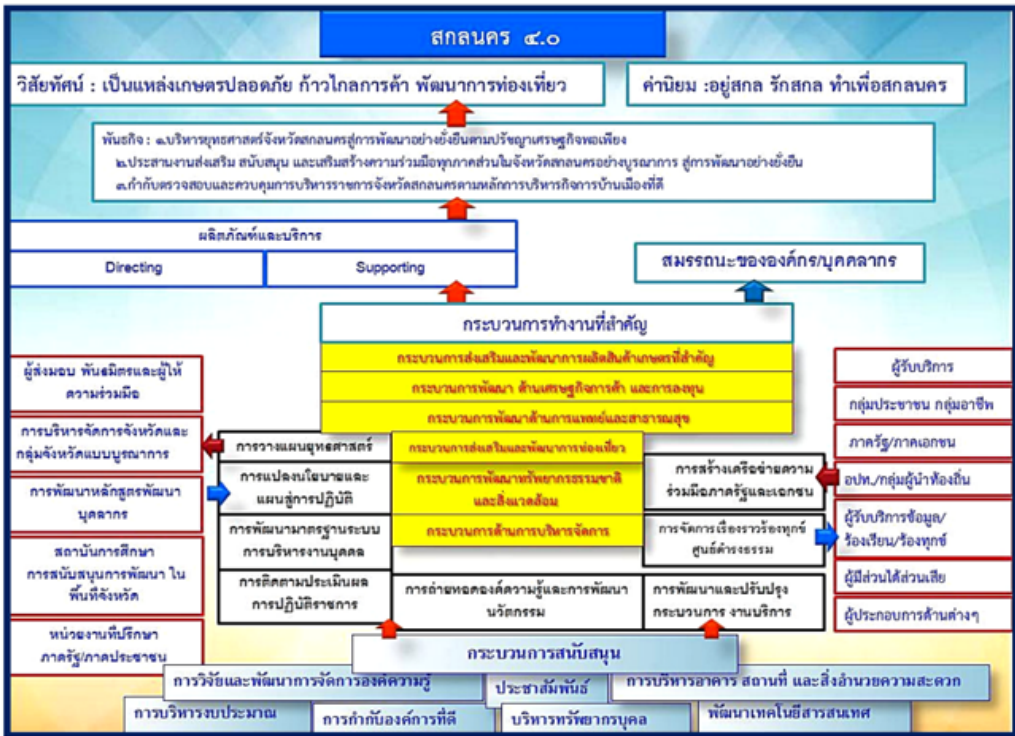 สกลนคร ๔.๐
วิสัยทัศน์ : เป็นแหล่งเกษตรปลอดภัย ก้าวไกลการค้า พัฒนาการท่องเที่ยว
ค่านิยม :อยู่สกล รักสกล ทำเพื่อสกลนคร
พันธกิจ : ๑.บริหารยุทธศาสตร์จังหวัดสกลนครสู่การพัฒนาอย่างยั่งยืนตามปรัชญาเศรษฐกิจพอเพียง
๒.ประสานงานส่งเสริม สนับสนุน และเสริมสร้างความร่วมมือทุกภาคส่วนในจังหวัดสกลนครอย่างบูรณาการ สู่การพัฒนาอย่างยั่งยืน
๓.กำกับตรวจสอบและควบคุมการบริหารราชการจังหวัดสกลนครตามหลักการบริหารกิจการบ้านเมืองที่ดี
ผลิตภัณฑ์และบริการ
Directing
Supporting
สมรรถนะขององค์กร/บุคคลากร
กระบวนการทำงานที่สำคัญ
กระบวนการส่งเสริมและพัฒนาการผลิตสินค้าเกษตรที่สำคัญ
กระบวนการพัฒนา ด้านเศรษฐกิจการค้า และการลงทุน
กระบวนการพัฒนาด้านการแพทย์และสาธารณสุข
กระบวนการส่งเสริมและพัฒนาการท่องเที่ยว
กระบวนการพัฒนาทรัพยากรธรรมชาติ
และสิ่งแวดล้อม
กระบวนการด้านการบริหารจัดการ
ผู้ส่งมอบ พันธมิตรและผู้ให้
ความร่วมมือ
การบริหารจัดการจังหวัดและ
กลุ่มจังหวัดแบบบูรณาการ
การพัฒนาหลักสูตรพัฒนา
บุคลากร
สถาบันการศึกษา
การสนับสนุนการพัฒนา ใน
พื้นที่จังหวัด
หน่วยงานที่ปรึกษา
ภาครัฐ/ภาคประชาชน
การวางแผนยุทธศาสตร์
การแปลงนโยบายและ
แผนสู่การปฏิบัติ
การพัฒนามาตรฐานระบบ
การบริหารงานบุคคล
การติดตามประเมินผล
การปฏิบัติราชการ
การถ่ายทอดองค์ความรู้และการพัฒนา
นวัตกรรม
การสร้างเครือข่ายความ
ร่วมมือภาครัฐและเอกชน
การจัดการเรื่องราวร้องทุกข์
ศูนย์ดำรงธรรม
การพัฒนาและปรับปรุง
กระบวนการ งานบริการ
ผู้รับบริการ
กลุ่มประชาชน กลุ่มอาชีพ
ภาครัฐ/ภาคเอกชน
อปท./กลุ่มผู้นำท้องถิ่น
ผู้รับบริการข้อมูล/
ร้องเรียน/ร้องทุกข์
ผู้มีส่วนได้ส่วนเสีย
ผู้ประกอบการด้านต่างๆ
กระบวนการสนับสนุน
การวิจัยและพัฒนาการจัดการองค์ความรู้
ประชาสัมพันธ์
การบริหารอาคาร สถานที่ และสิ่งอำนวยความสะดวก
การบริหารงบประมาณ
การกำกับองค์การที่ดี
บริหารทรัพยากรบุคล
พัฒนาเทคโนโลยีสารสนเทศ